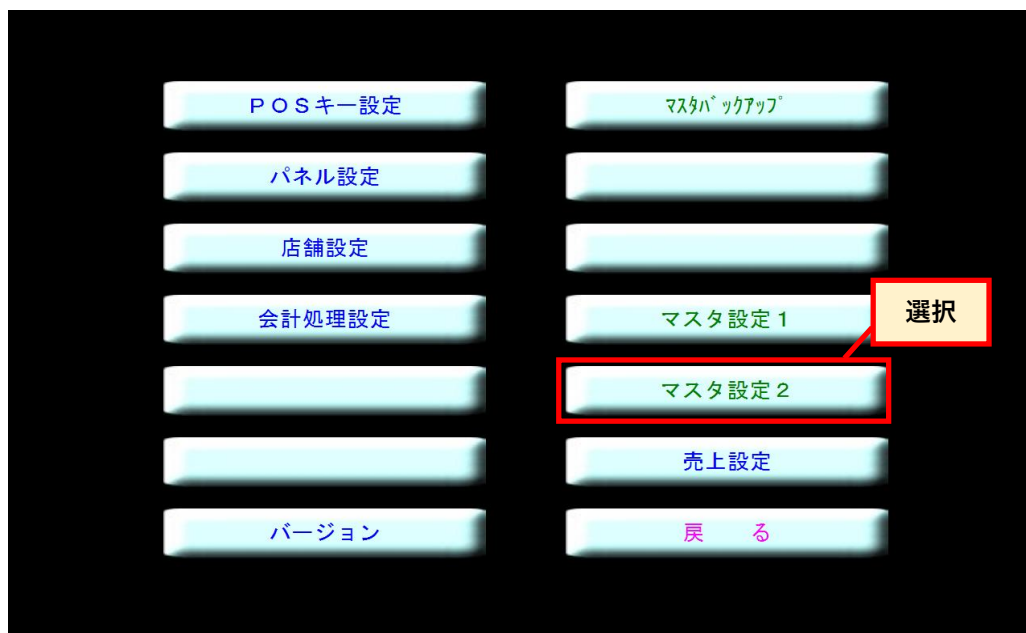 ＰＯＳキー設定
パネル設定
店舗設定
会計処理設定
バージョン
ﾏｽﾀﾊﾞｯｸｱｯﾌﾟ
マスタ設定１
選択
マスタ設定２
売上設定
戻　る